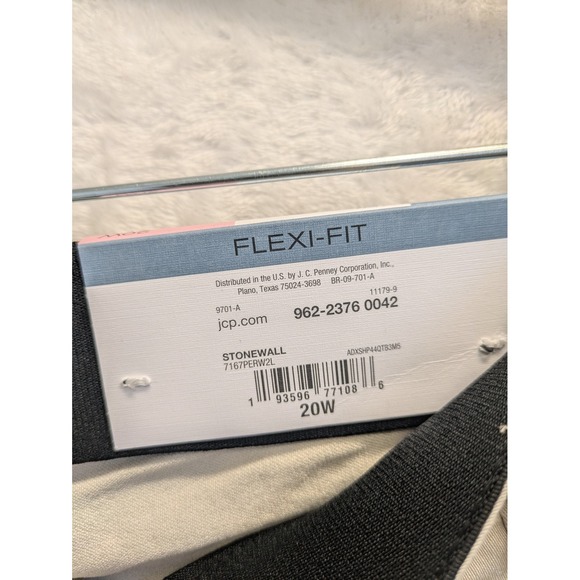 20W
FLEXI-FIT
Distributed in the U.S. by J. C. Penney Corporation, Inc.,
Plano, Texas 75024-3698 BR-09-701-A
9701-A 11179-9
jcp.com 962-2376 0042
STONEWALL
7167PERW2L ADXSHP44QTB3M5
1 93596 77108 6
20W